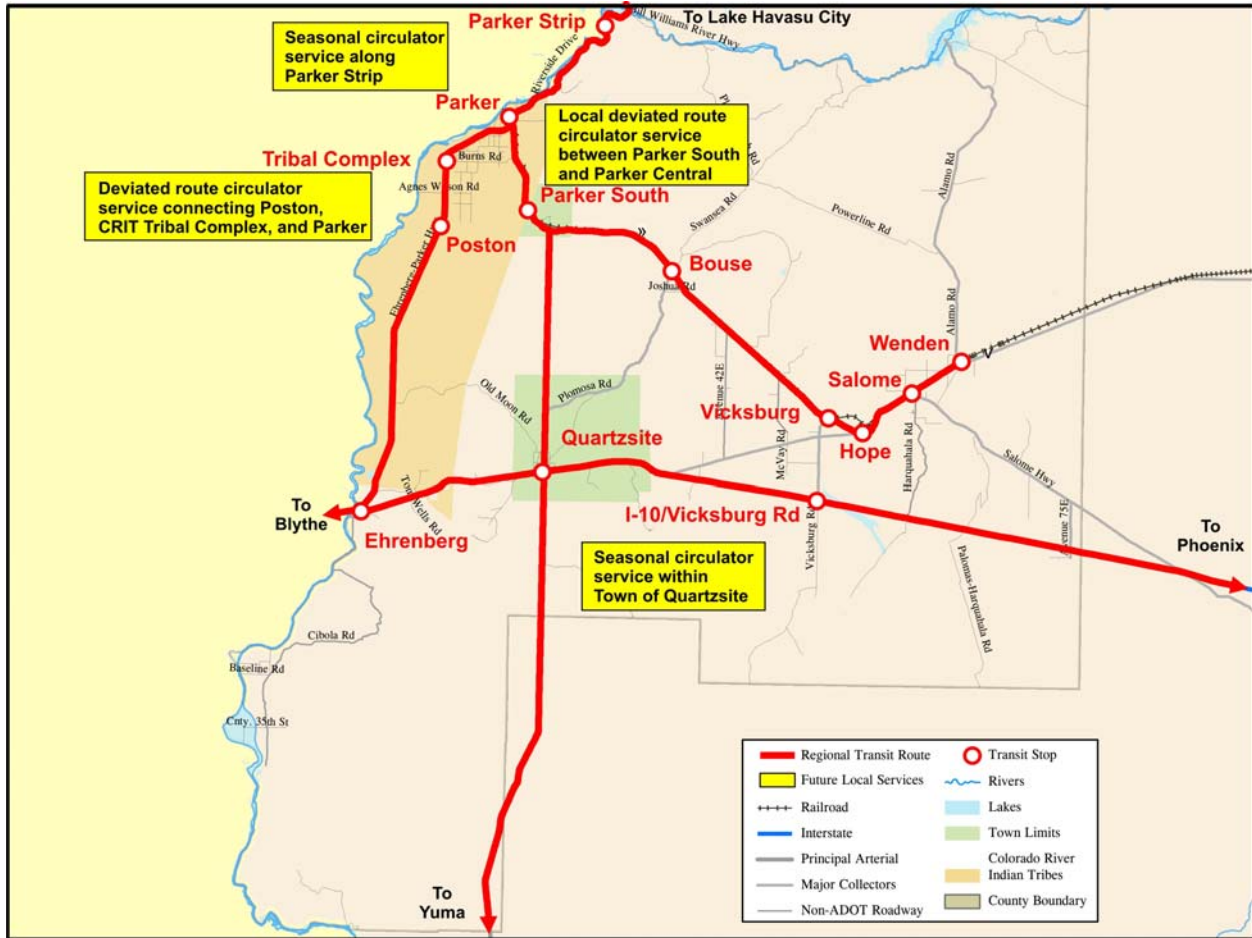 To Lake Havasu City
Parker Strip
Williams River Hwy
Seasonal circulator
service along
Parker Strip
Riverside Drive
Parker
Local deviated route
circulator service
between Parker South
and Parker Central
Tribal Complex
Burns Rd
Agnes Wilson Rd
Alamo Rd
Deviated route circulator
service connecting Poston,
CRIT Tribal Complex, and Parker
Parker South
Swansea Rd
Powerline Rd
Poston
Ehrenberg-Parker
Bouse
Joshua Rd
Alamo Rd
Wenden
Salome
Old Moon Rd
Plomosa Rd
Avenue 42E
Vicksburg
Quartzsite
McVay Rd
Hope
Harquahala Rd
Salome Hwy
To
Blythe
Tom Wells Rd
Ehrenberg
I-10/Vicksburg Rd
Vicksburg Rd
Avenue 75E
To
Phoenix
Seasonal circulator
service within
Town of Quartzsite
Palomas-Harquahala Rd
Cibola Rd
Baseline Rd
Cnty. 35th St
To
Yuma
Regional Transit Route
Future Local Services
Railroad
Interstate
Principal Arterial
Major Collectors
Non-ADOT Roadway
Transit Stop
Rivers
Lakes
Town Limits
Colorado River
Indian Tribes
County Boundary